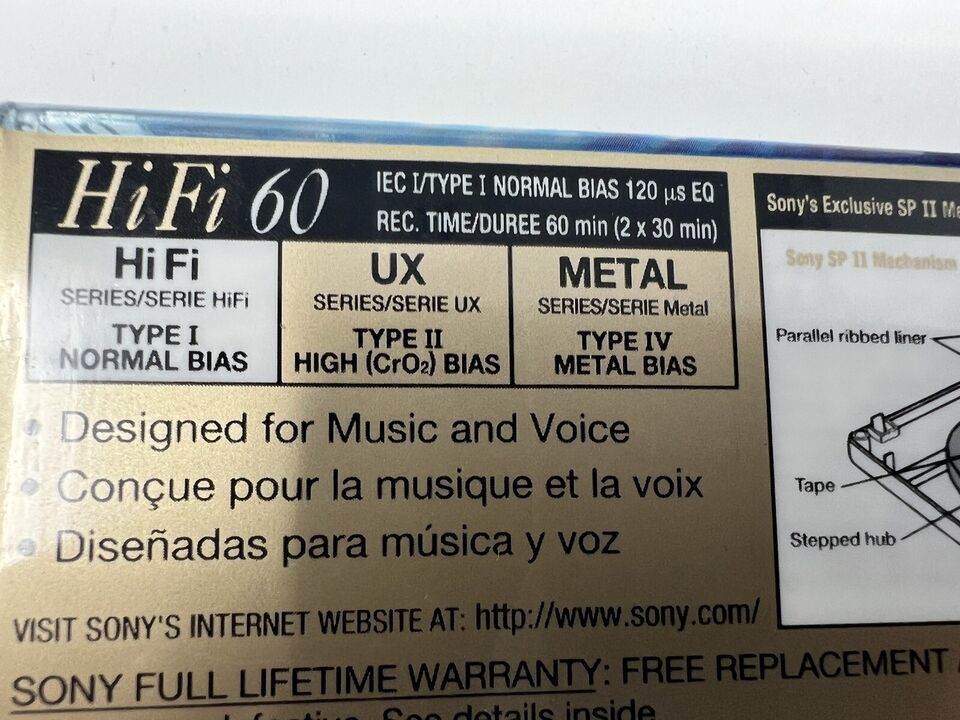 HiFi 60
IEC I/TYPE I NORMAL BIAS 120 μs EQ
REC. TIME/DUREE 60 min (2 x 30 min)
HiFi
SERIES/SERIE HiFi
TYPE I
NORMAL BIAS
UX
SERIES/SERIE UX
TYPE II
HIGH (CrO₂) BIAS
METAL
SERIES/SERIE Metal
TYPE IV
METAL BIAS
• Designed for Music and Voice
• Conçue pour la musique et la voix
• Diseñadas para música y voz
VISIT SONY'S INTERNET WEBSITE AT: http://www.sony.com/
SONY FULL LIFETIME WARRANTY: FREE REPLACEMENT
See details inside
Sony's Exclusive SP II
Sony SP II Mechanism
Parallel ribbed liner
Tape
Stepped hub